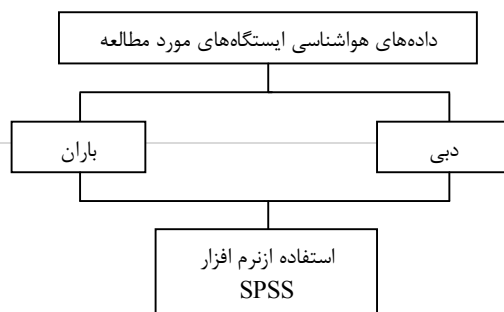 داده‌های هواشناسی ایستگاه‌های مورد مطالعه
باران
دبی
استفاده ازنرم افزار
SPSS